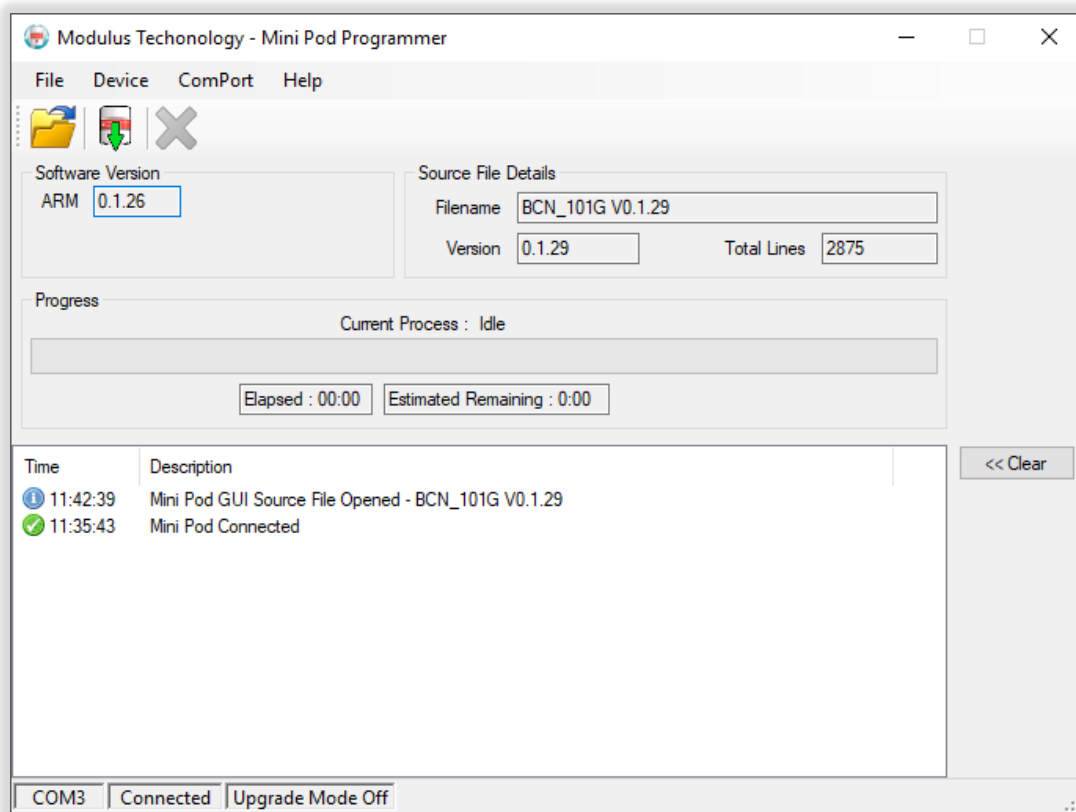 Modulus Techonology - Mini Pod Programmer
File Device ComPort Help
Software Version
ARM 0.1.26
Source File Details
Filename BCN_101G V0.1.29
Version 0.1.29 Total Lines 2875
Progress
Current Process : Idle
Elapsed : 00:00 Estimated Remaining : 0:00
Time Description
11:42:39 Mini Pod GUI Source File Opened - BCN_101G V0.1.29
11:35:43 Mini Pod Connected
<< Clear
COM3 Connected Upgrade Mode Off